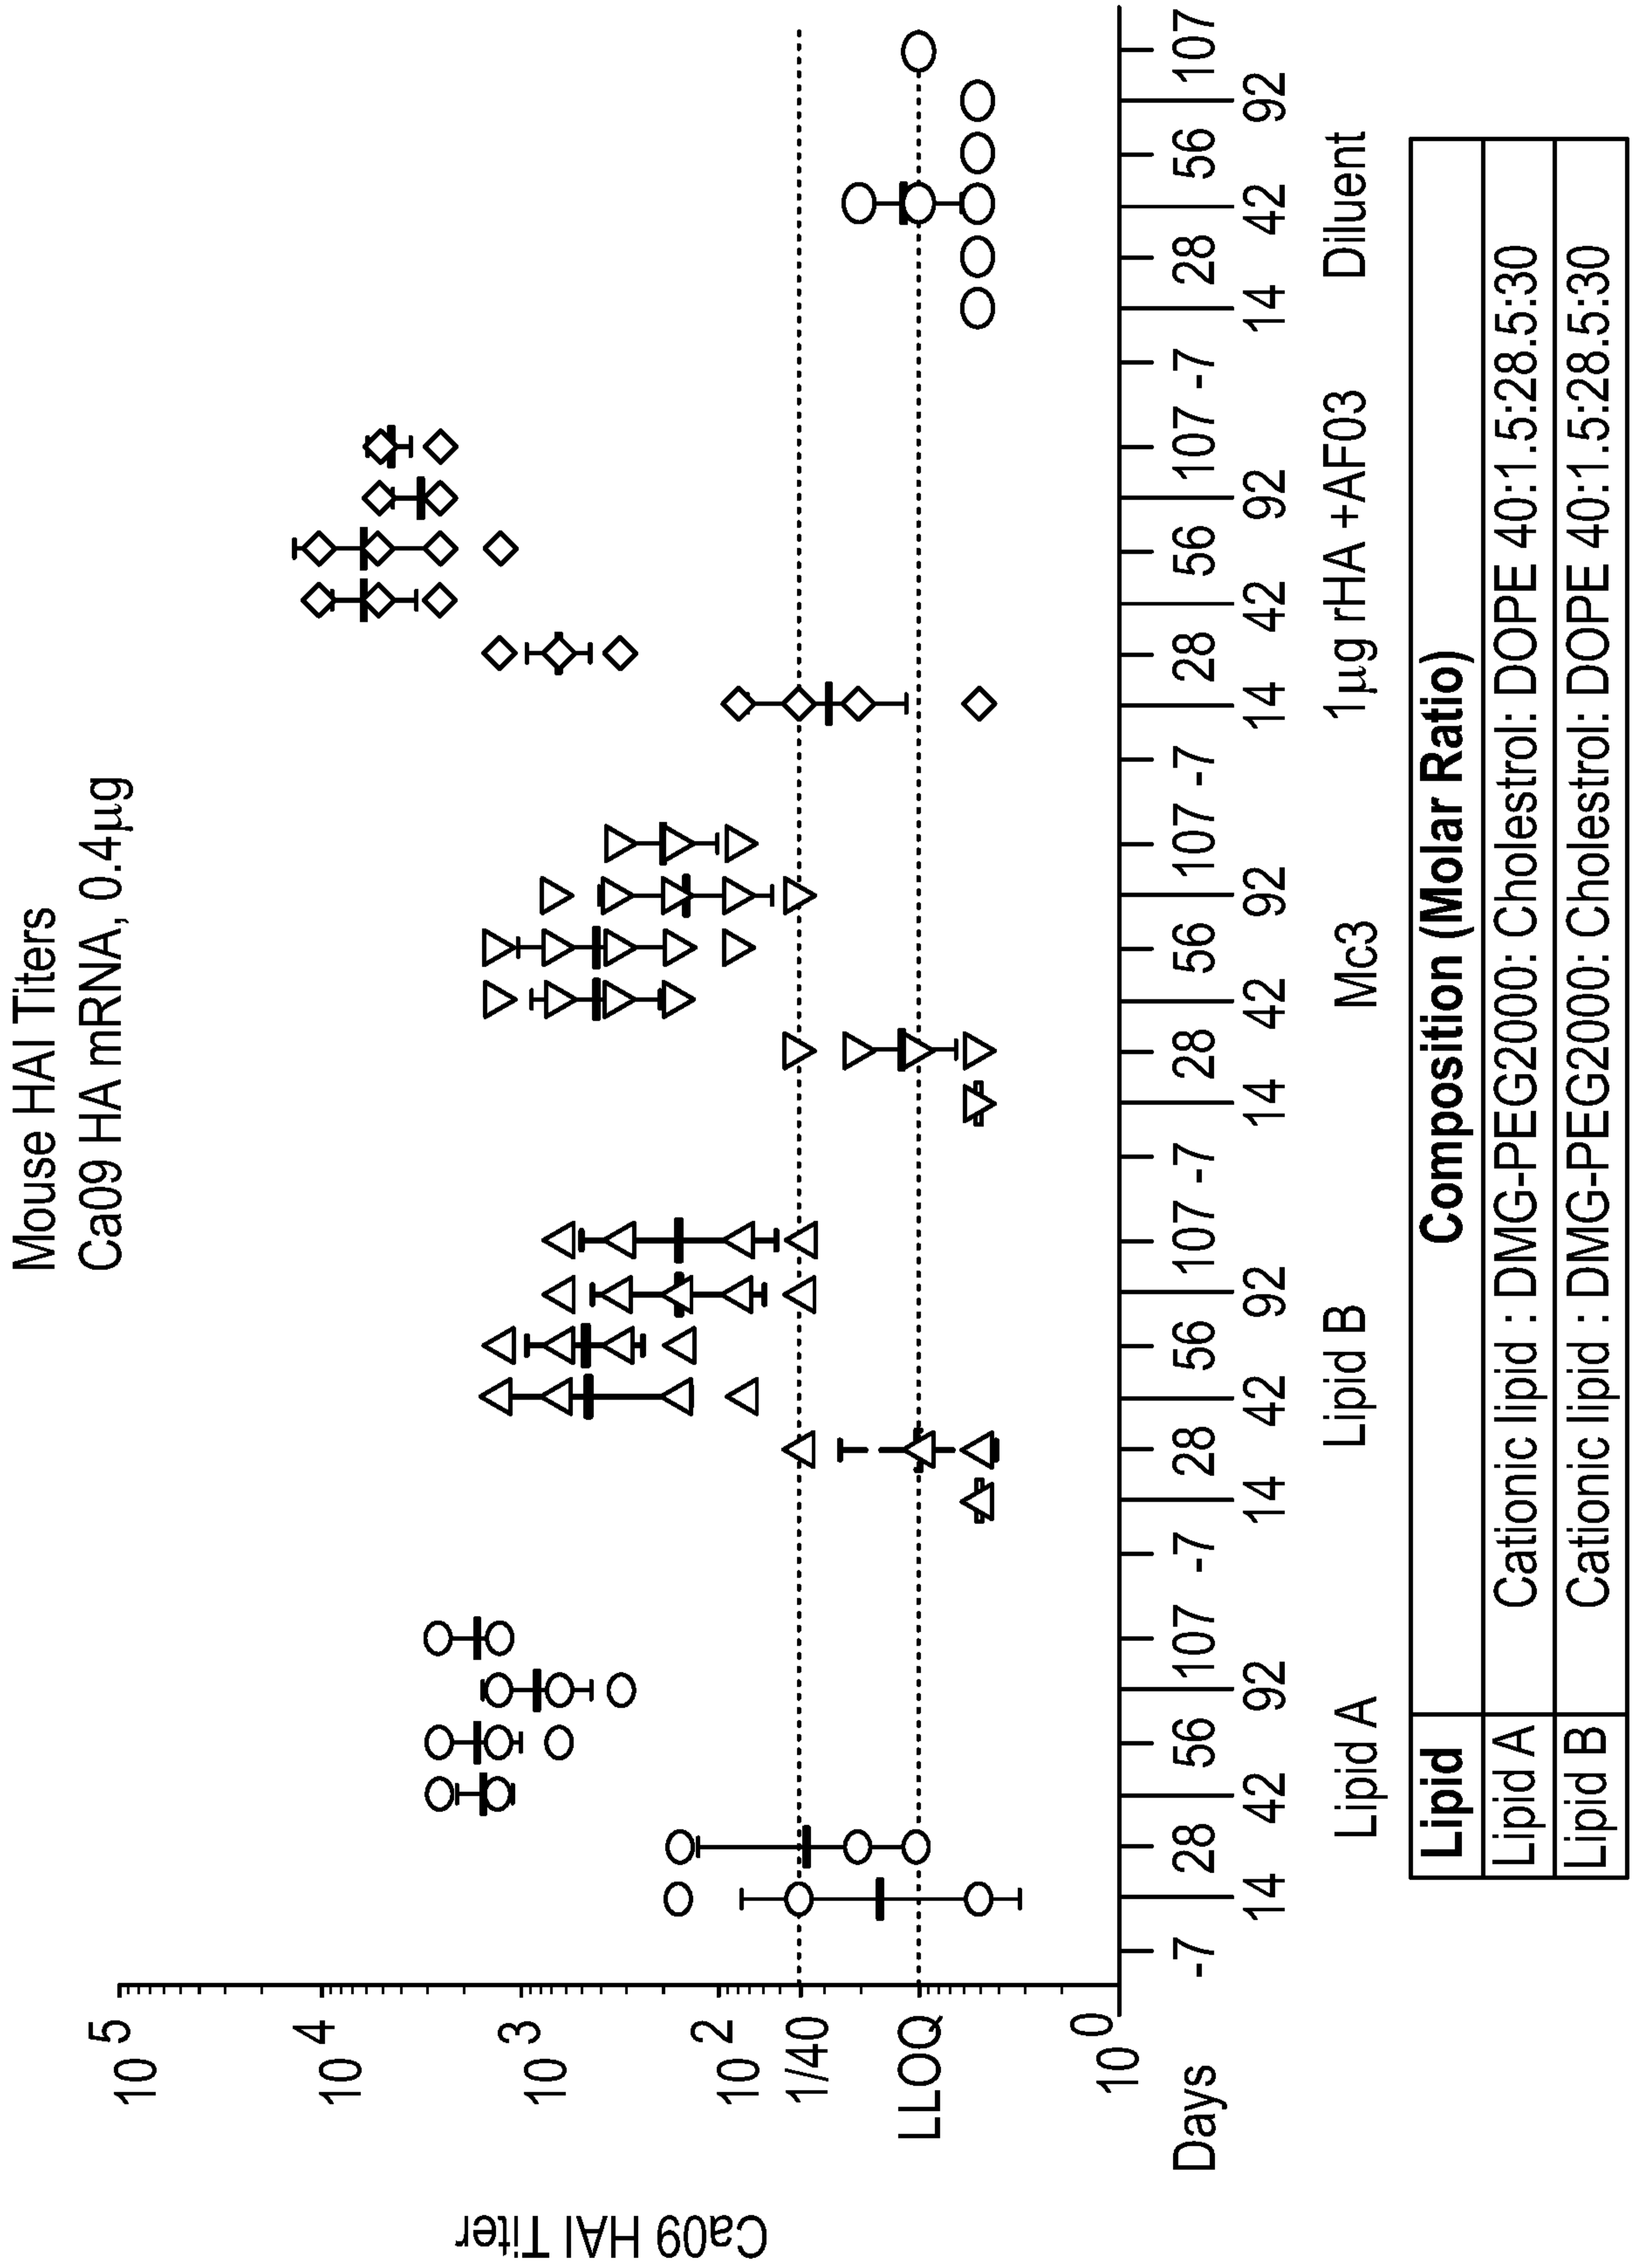 Mouse HAI Titers
Ca09 HA mRNA, 0.4µg
Ca09 HAI Titer
10 5
10 4
10 3
10 2
1/40
LLOQ
10 0
Days
-7 28 56 107 -7 28 56 107 -7 28 56 107 -7 28 56 107 -7 28 56 107
14 42 92 14 42 92 14 42 92 14 42 92 14 42 92
Lipid A Lipid B Mc3 1µg rHA +AF03 Diluent
Lipid Composition (Molar Ratio)
Lipid A Cationic lipid : DMG-PEG2000: Cholestrol: DOPE 40:1.5:28.5:30
Lipid B Cationic lipid : DMG-PEG2000: Cholestrol: DOPE 40:1.5:28.5:30